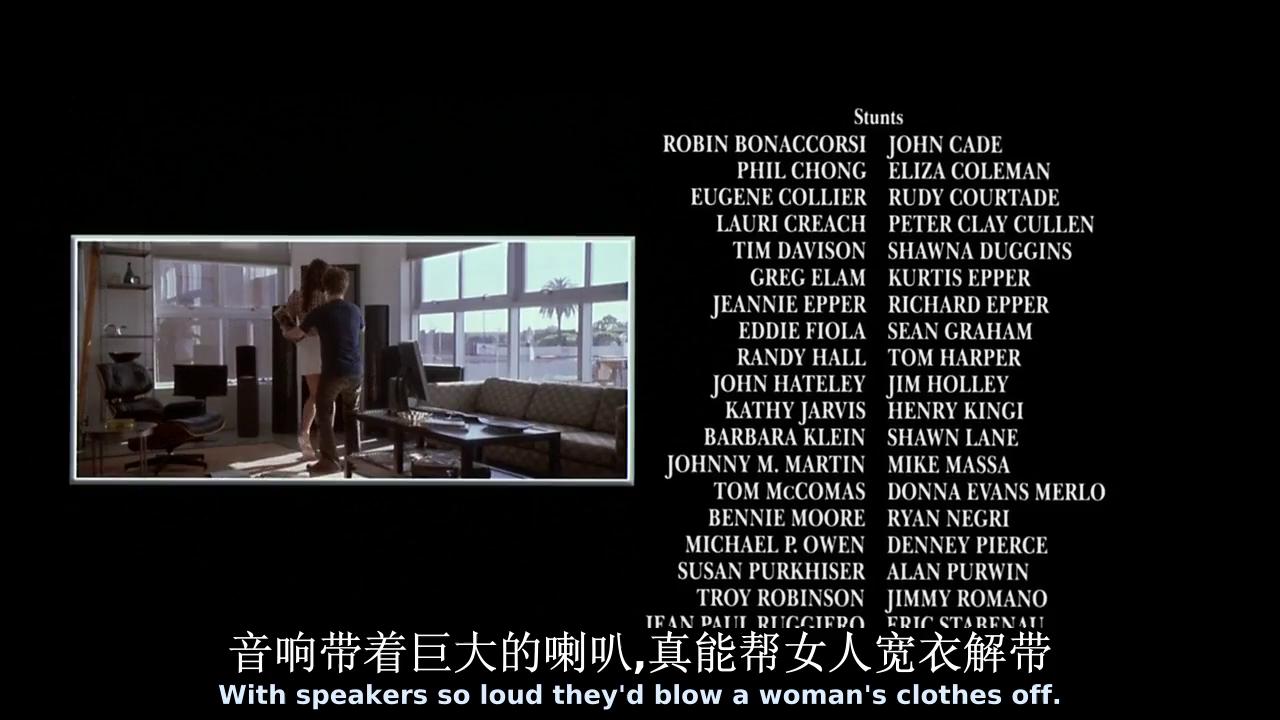 Stunts
ROBIN BONACCORSI JOHN CADE
PHIL CHONG ELIZA COLEMAN
EUGENE COLLIER RUDY COURTADE
LAURI CREACH PETER CLAY CULLEN
TIM DAVISON SHAWNA DUGGINS
GREG ELAM KURTIS EPPER
JEANNIE EPPER RICHARD EPPER
EDDIE FIOLA SEAN GRAHAM
RANDY HALL TOM HARPER
JOHN HATELEY JIM HOLLEY
KATHY JARVIS HENRY KINGI
BARBARA KLEIN SHAWN LANE
JOHNNY M. MARTIN MIKE MASSA
TOM McCOMAS DONNA EVANS MERLO
BENNIE MOORE RYAN NEGRI
MICHAEL P. OWEN DENNEY PIERCE
SUSAN PURKHISER ALAN PURWIN
TROY ROBINSON JIMMY ROMANO
JEAN PAUL RUGGIERO ERIC STABENAU
音响带着巨大的喇叭,真能帮女人宽衣解带
With speakers so loud they'd blow a woman's clothes off.